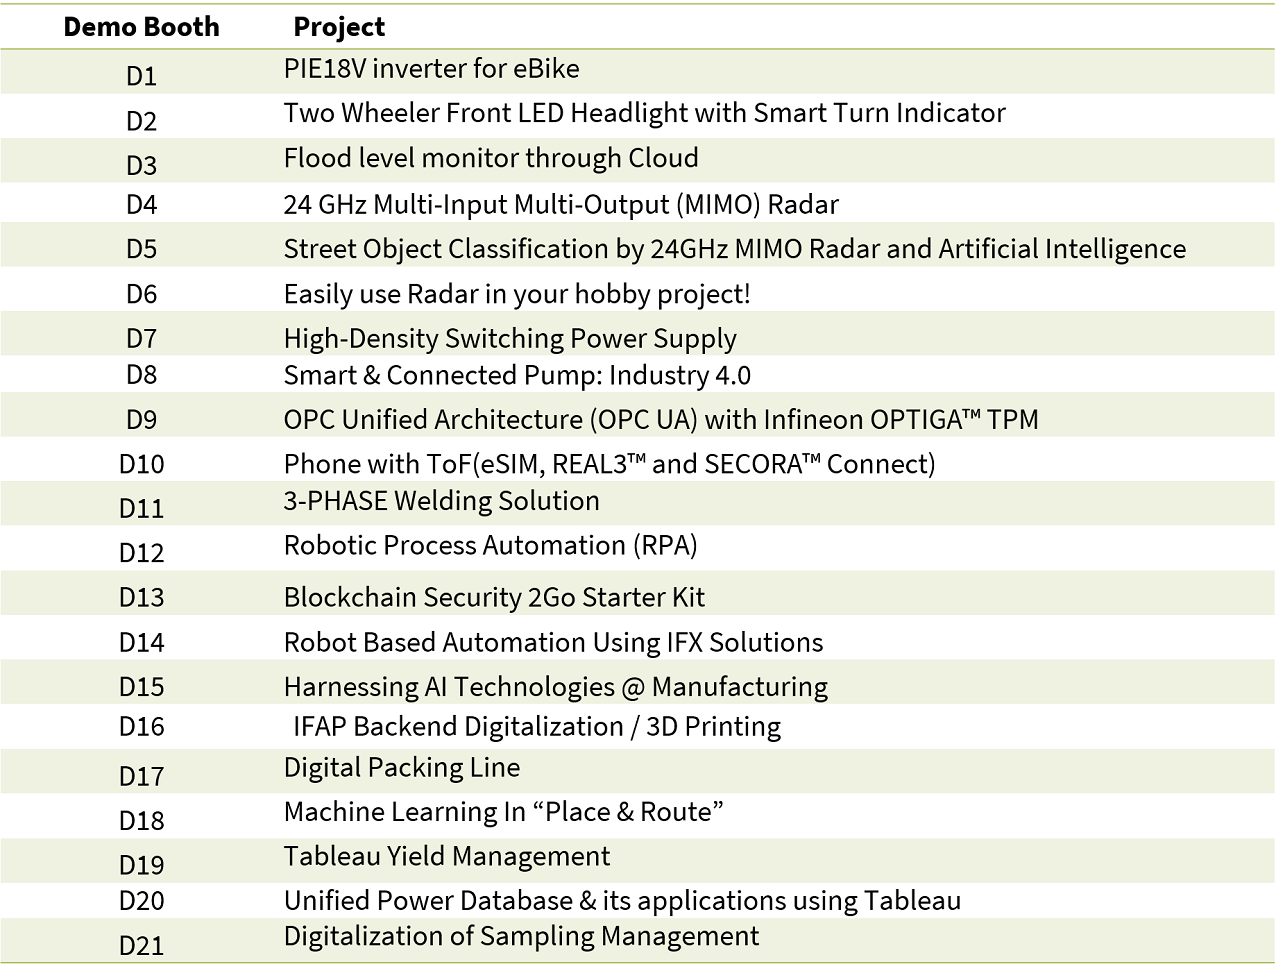 Demo Booth Project
D1 PIE18V inverter for eBike
D2 Two Wheeler Front LED Headlight with Smart Turn Indicator
D3 Flood level monitor through Cloud
D4 24 GHz Multi-Input Multi-Output (MIMO) Radar
D5 Street Object Classification by 24GHz MIMO Radar and Artificial Intelligence
D6 Easily use Radar in your hobby project!
D7 High-Density Switching Power Supply
D8 Smart & Connected Pump: Industry 4.0
D9 OPC Unified Architecture (OPC UA) with Infineon OPTIGA™ TPM
D10 Phone with ToF(eSIM, REAL3™ and SECORA™ Connect)
D11 3-PHASE Welding Solution
D12 Robotic Process Automation (RPA)
D13 Blockchain Security 2Go Starter Kit
D14 Robot Based Automation Using IFX Solutions
D15 Harnessing AI Technologies @ Manufacturing
D16 IFAP Backend Digitalization / 3D Printing
D17 Digital Packing Line
D18 Machine Learning In “Place & Route”
D19 Tableau Yield Management
D20 Unified Power Database & its applications using Tableau
D21 Digitalization of Sampling Management